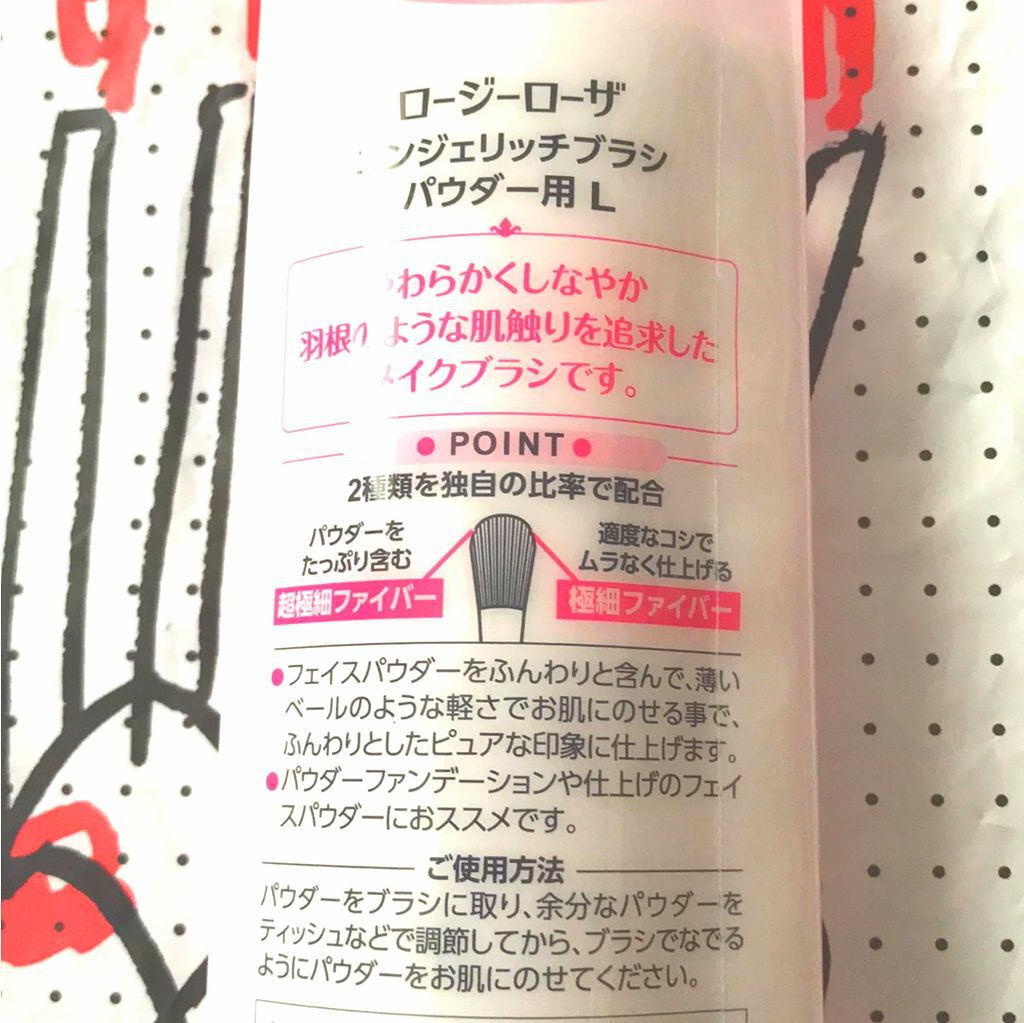 ロージーローザ
ンジェリッチブラシ
パウダー用 L
わらかくしなやか
羽根のような肌触りを追求した
メイクブラシです。
POINT
2種類を独自の比率で配合
パウダーを
たっぷり含む
超極細ファイバー
適度なコシで
ムラなく仕上げる
極細ファイバー
●フェイスパウダーをふんわりと含んで、薄い
ベールのような軽さでお肌にのせる事で、
ふんわりとしたピュアな印象に仕上げます。
●パウダーファンデーションや仕上げのフェイ
スパウダーにおススメです。
ご使用方法
パウダーをブラシに取り、余分なパウダーを
ティッシュなどで調節してから、ブラシでなでる
ようにパウダーをお肌にのせてください。